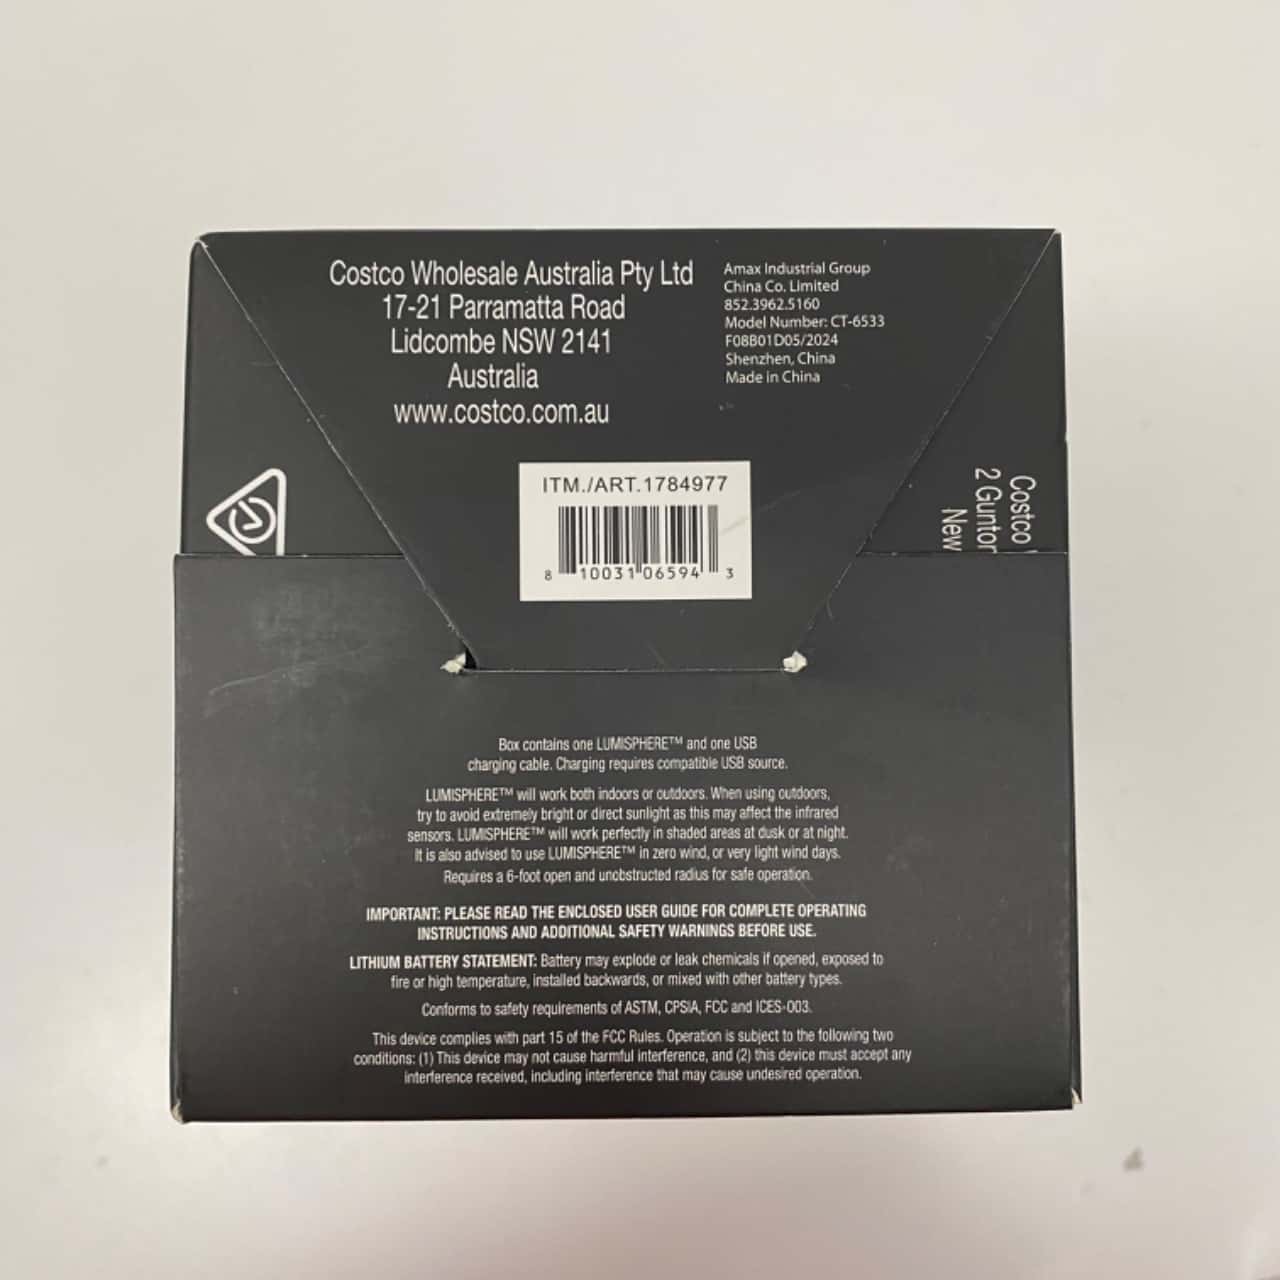 Costco Wholesale Australia Pty Ltd
17-21 Parramatta Road
Lidcombe NSW 2141
Australia
www.costco.com.au
Amax Industrial Group
China Co. Limited
852.3962.5160
Model Number: CT-6533
F08B01D05/2024
Shenzhen, China
Made in China
Costco
2 Gunton
New
ITM./ART.1784977
8 10031 06594 3
Box contains one LUMISPHERE™ and one USB
charging cable. Charging requires compatible USB source.
LUMISPHERE™ will work both indoors or outdoors. When using outdoors,
try to avoid extremely bright or direct sunlight as this may affect the infrared
sensors. LUMISPHERE™ will work perfectly in shaded areas at dusk or at night.
It is also advised to use LUMISPHERE™ in zero wind, or very light wind days.
Requires a 6-foot open and unobstructed radius for safe operation.
IMPORTANT: PLEASE READ THE ENCLOSED USER GUIDE FOR COMPLETE OPERATING
INSTRUCTIONS AND ADDITIONAL SAFETY WARNINGS BEFORE USE.
LITHIUM BATTERY STATEMENT: Battery may explode or leak chemicals if opened, exposed to
fire or high temperature, installed backwards, or mixed with other battery types.
Conforms to safety requirements of ASTM, CPSIA, FCC and ICES-003.
This device complies with part 15 of the FCC Rules. Operation is subject to the following two
conditions: (1) This device may not cause harmful interference, and (2) this device must accept any
interference received, including interference that may cause undesired operation.